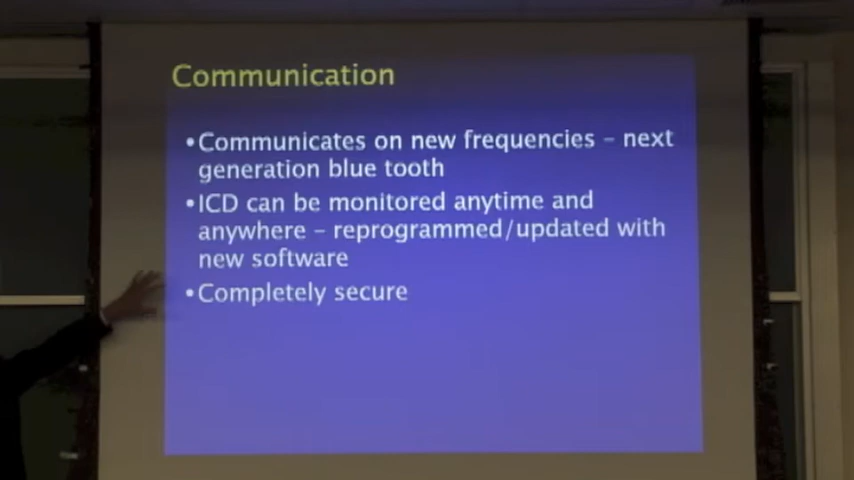 Communication
•Communicates on new frequencies – next
generation blue tooth
•ICD can be monitored anytime and
anywhere – reprogrammed/updated with
new software
•Completely secure